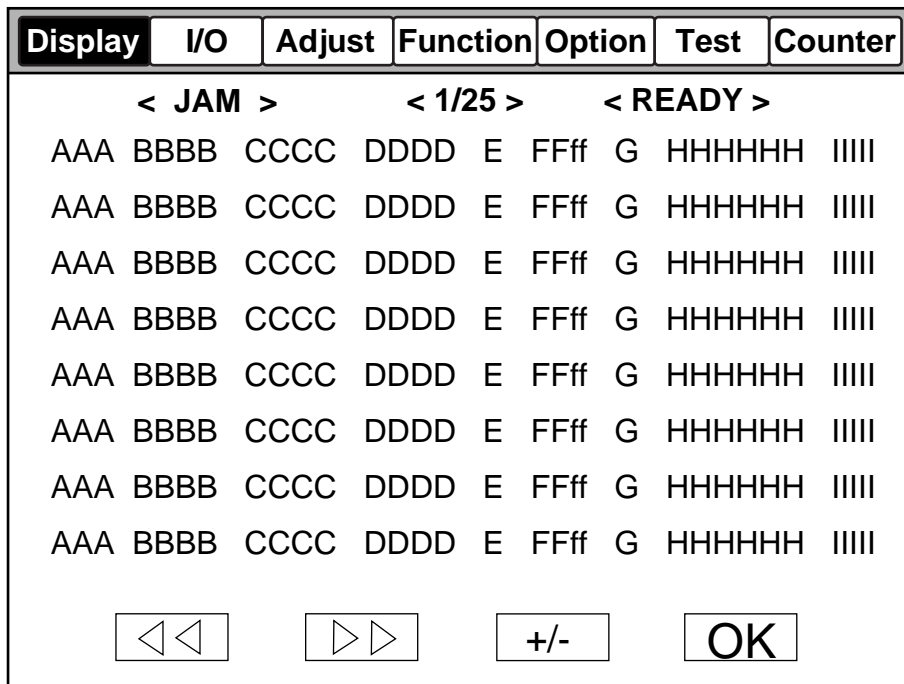 Display I/O Adjust Function Option Test Counter
< JAM > < 1/25 > < READY >
AAA BBBB CCCC DDDD E FFff G HHHHHH IIIII
AAA BBBB CCCC DDDD E FFff G HHHHHH IIIII
AAA BBBB CCCC DDDD E FFff G HHHHHH IIIII
AAA BBBB CCCC DDDD E FFff G HHHHHH IIIII
AAA BBBB CCCC DDDD E FFff G HHHHHH IIIII
AAA BBBB CCCC DDDD E FFff G HHHHHH IIIII
AAA BBBB CCCC DDDD E FFff G HHHHHH IIIII
AAA BBBB CCCC DDDD E FFff G HHHHHH IIIII
+/- OK